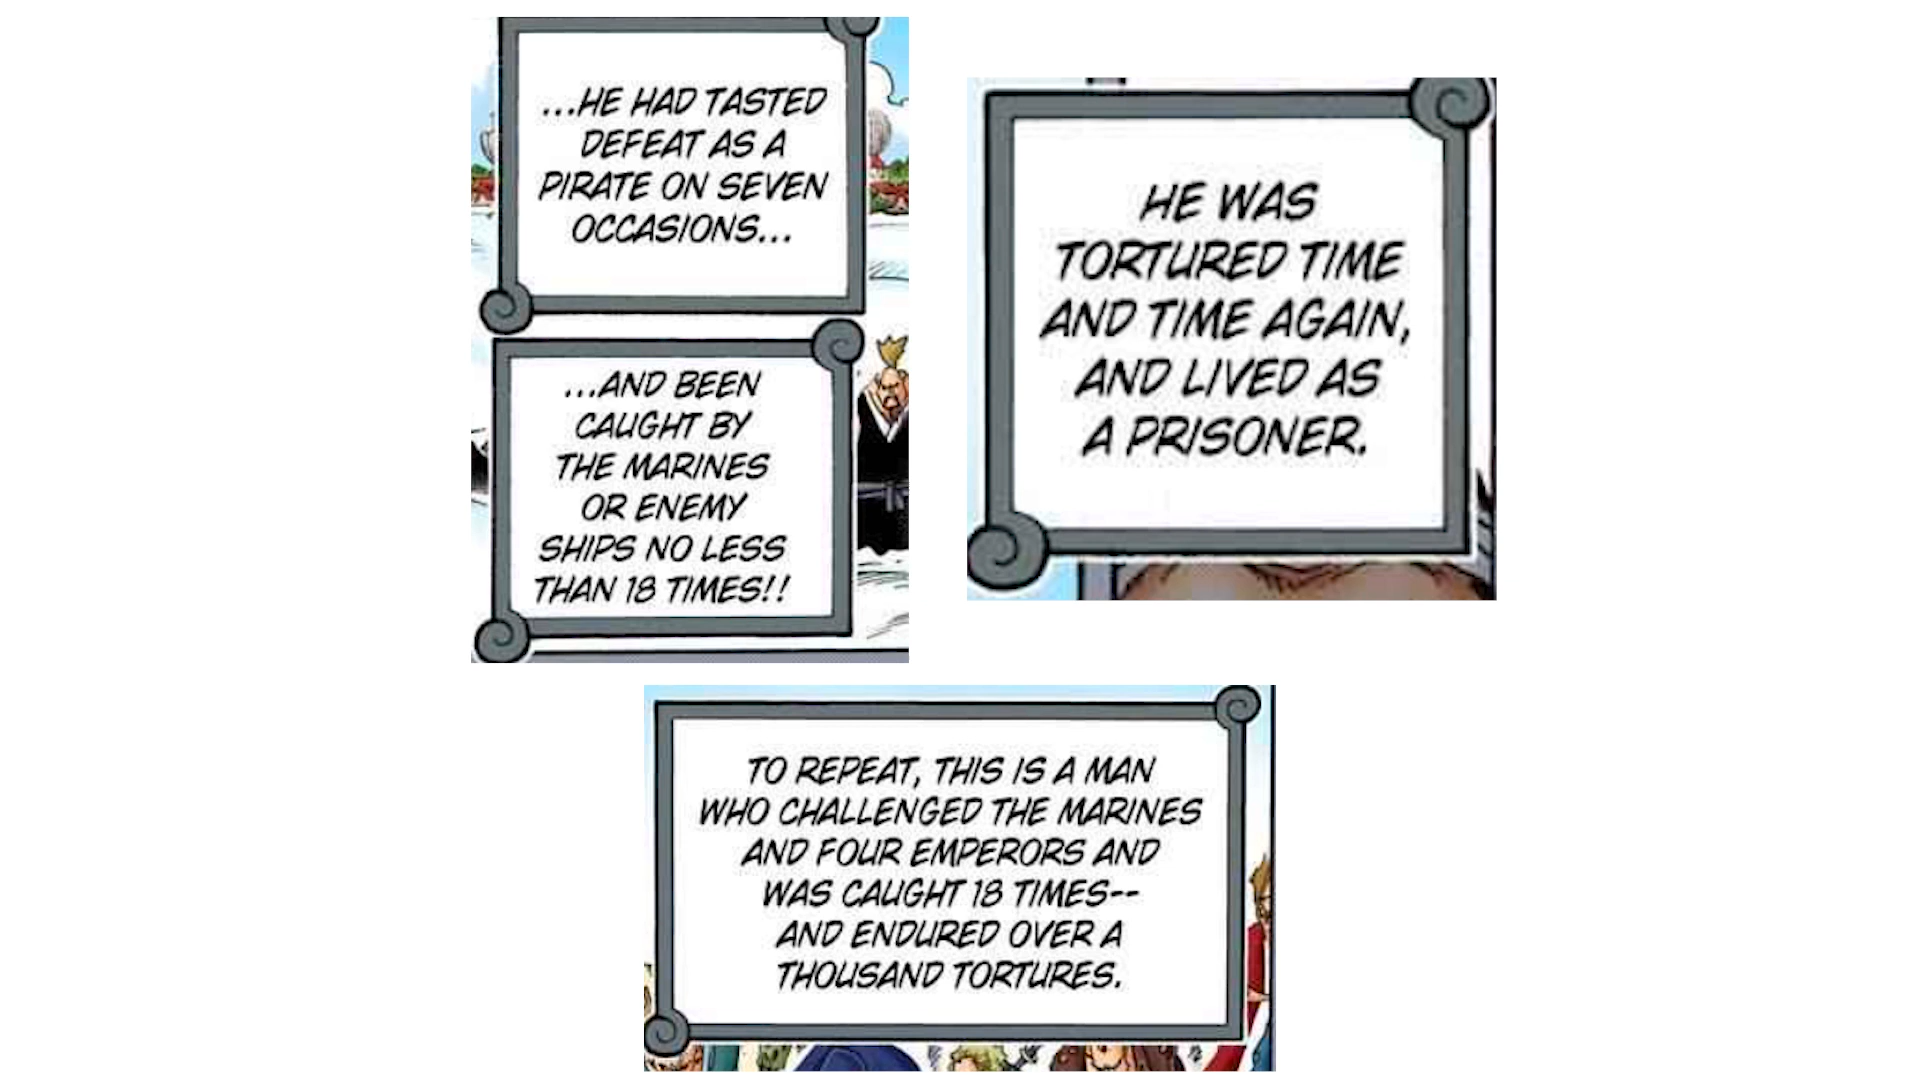 ...HE HAD TASTED
DEFEAT AS A
PIRATE ON SEVEN
OCCASIONS...
...AND BEEN
CAUGHT BY
THE MARINES
OR ENEMY
SHIPS NO LESS
THAN 18 TIMES!!
HE WAS
TORTURED TIME
AND TIME AGAIN,
AND LIVED AS
A PRISONER.
TO REPEAT, THIS IS A MAN
WHO CHALLENGED THE MARINES
AND FOUR EMPERORS AND
WAS CAUGHT 18 TIMES--
AND ENDURED OVER A
THOUSAND TORTURES.